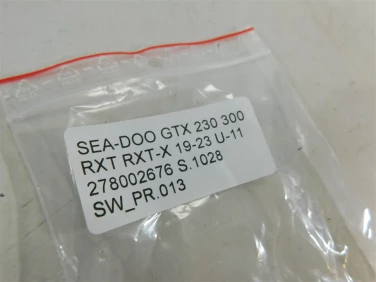 SEA-DOO GTX 230 300
RXT RXT-X 19-23 U-11
278002676 S.1028
SW_PR.013